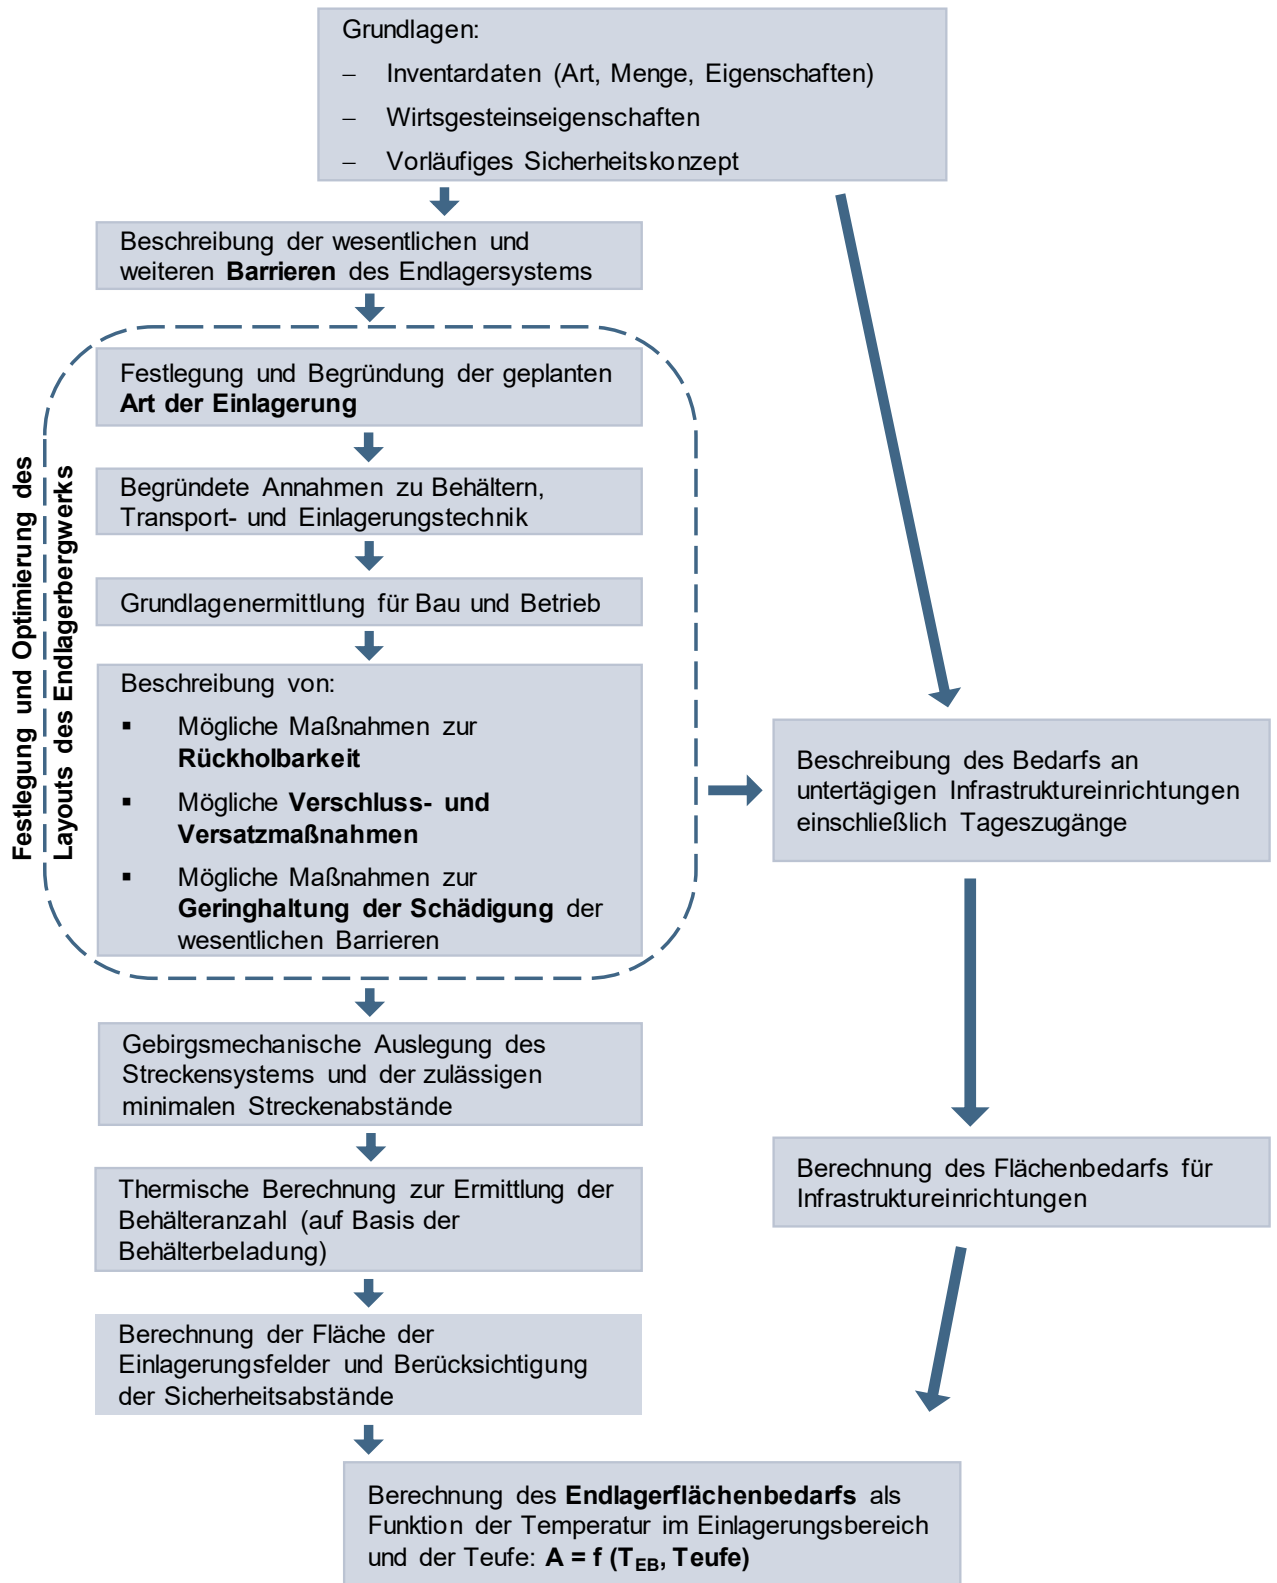 Grundlagen:
– Inventardaten (Art, Menge, Eigenschaften)
– Wirtsgesteinseigenschaften
– Vorläufiges Sicherheitskonzept
Beschreibung der wesentlichen und
weiteren Barrieren des Endlagersystems
Festlegung und Optimierung des
Layouts des Endlagerbergwerks
Festlegung und Begründung der geplanten
Art der Einlagerung
Begründete Annahmen zu Behältern,
Transport- und Einlagerungstechnik
Grundlagenermittlung für Bau und Betrieb
Beschreibung von:
▪ Mögliche Maßnahmen zur
Rückholbarkeit
▪ Mögliche Verschluss- und
Versatzmaßnahmen
▪ Mögliche Maßnahmen zur
Geringhaltung der Schädigung der
wesentlichen Barrieren
Beschreibung des Bedarfs an
untertägigen Infrastruktureinrichtungen
einschließlich Tageszugänge
Gebirgsmechanische Auslegung des
Streckensystems und der zulässigen
minimalen Streckenabstände
Thermische Berechnung zur Ermittlung der
Behälteranzahl (auf Basis der
Behälterbeladung)
Berechnung des Flächenbedarfs für
Infrastruktureinrichtungen
Berechnung der Fläche der
Einlagerungsfelder und Berücksichtigung
der Sicherheitsabstände
Berechnung des Endlagerflächenbedarfs als
Funktion der Temperatur im Einlagerungsbereich
und der Teufe: A = f (T_EB, Teufe)